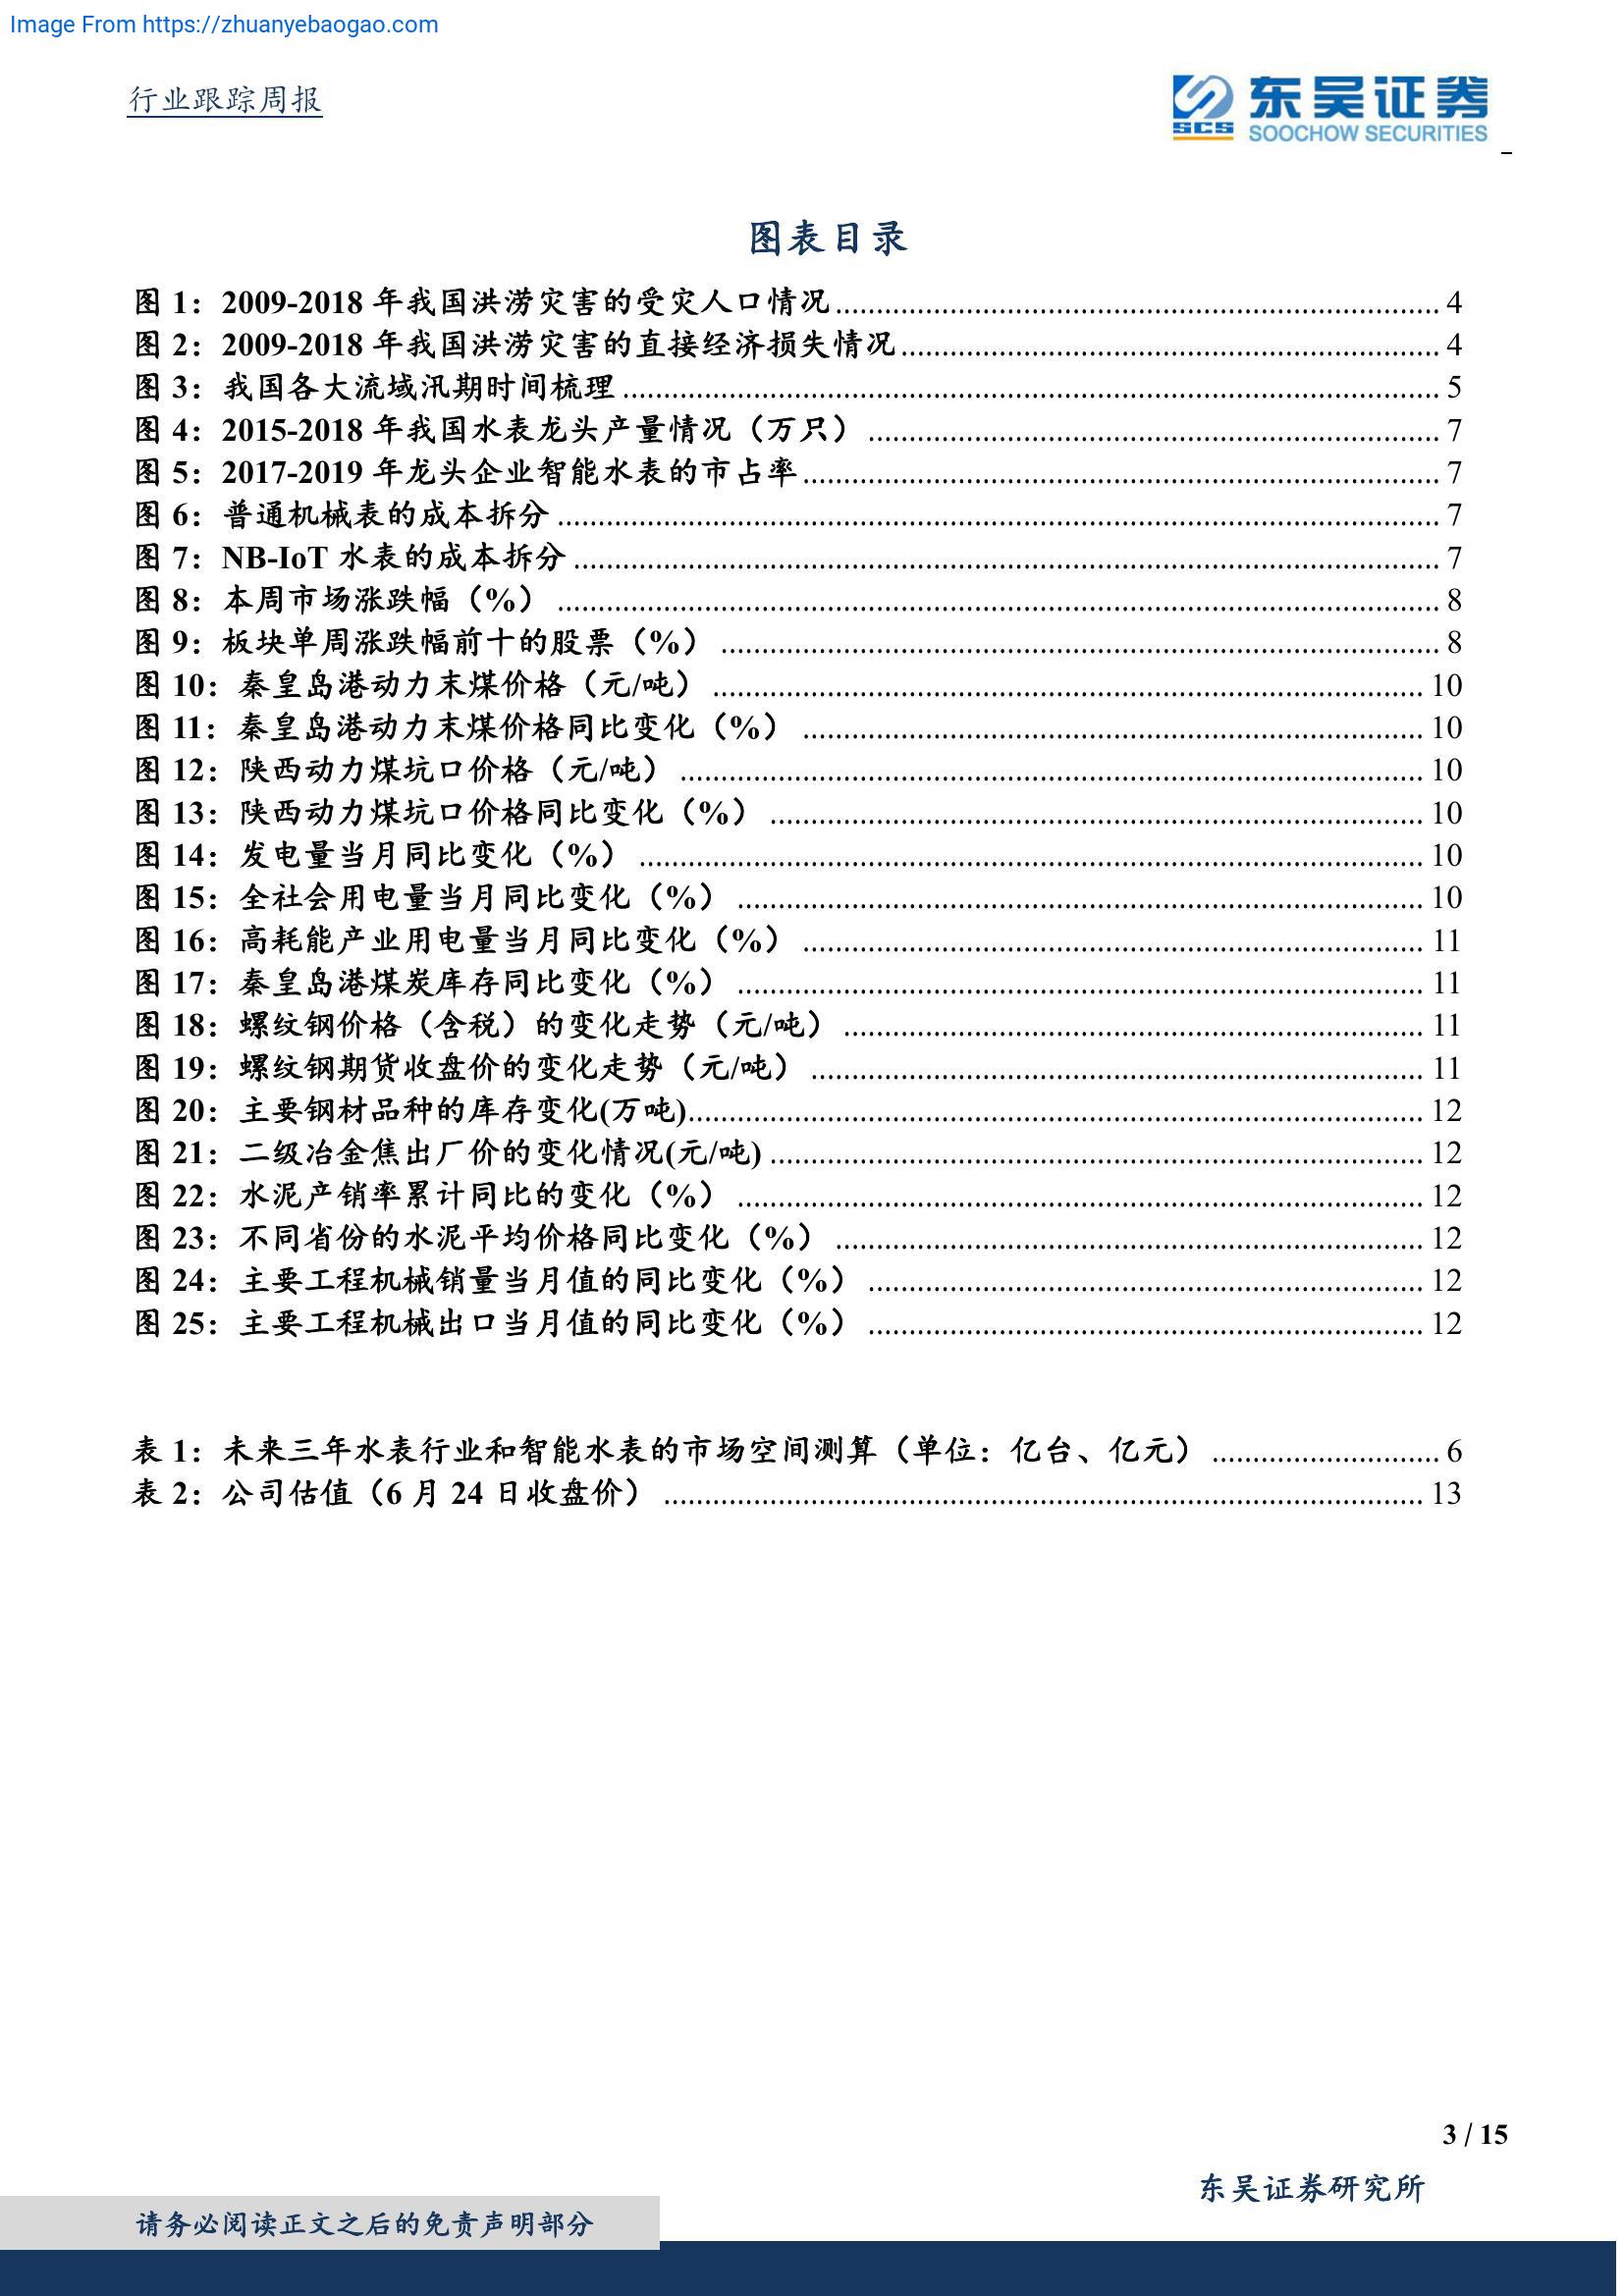 Image From https://zhuanyebaogao.com
行业跟踪周报
东吴证券
SCS
SOOCHOW SECURITIES
图表目录
图 1：2009-2018 年我国洪涝灾害的受灾人口情况 4
图 2：2009-2018 年我国洪涝灾害的直接经济损失情况 4
图 3：我国各大流域汛期时间梳理 5
图 4：2015-2018 年我国水表龙头产量情况（万只） 7
图 5：2017-2019 年龙头企业智能水表的市占率 7
图 6：普通机械表的成本拆分 7
图 7：NB-IoT 水表的成本拆分 7
图 8：本周市场涨跌幅（%） 8
图 9：板块单周涨跌幅前十的股票（%） 8
图 10：秦皇岛港动力末煤价格（元/吨） 10
图 11：秦皇岛港动力末煤价格同比变化（%） 10
图 12：陕西动力煤坑口价格（元/吨） 10
图 13：陕西动力煤坑口价格同比变化（%） 10
图 14：发电量当月同比变化（%） 10
图 15：全社会用电量当月同比变化（%） 10
图 16：高耗能产业用电量当月同比变化（%） 11
图 17：秦皇岛港煤炭库存同比变化（%） 11
图 18：螺纹钢价格（含税）的变化走势（元/吨） 11
图 19：螺纹钢期货收盘价的变化走势（元/吨） 11
图 20：主要钢材品种的库存变化(万吨) 12
图 21：二级冶金焦出厂价的变化情况(元/吨) 12
图 22：水泥产销率累计同比的变化（%） 12
图 23：不同省份的水泥平均价格同比变化（%） 12
图 24：主要工程机械销量当月值的同比变化（%） 12
图 25：主要工程机械出口当月值的同比变化（%） 12
表 1：未来三年水表行业和智能水表的市场空间测算（单位：亿台、亿元） 6
表 2：公司估值（6 月 24 日收盘价） 13
3 / 15
东吴证券研究所
请务必阅读正文之后的免责声明部分